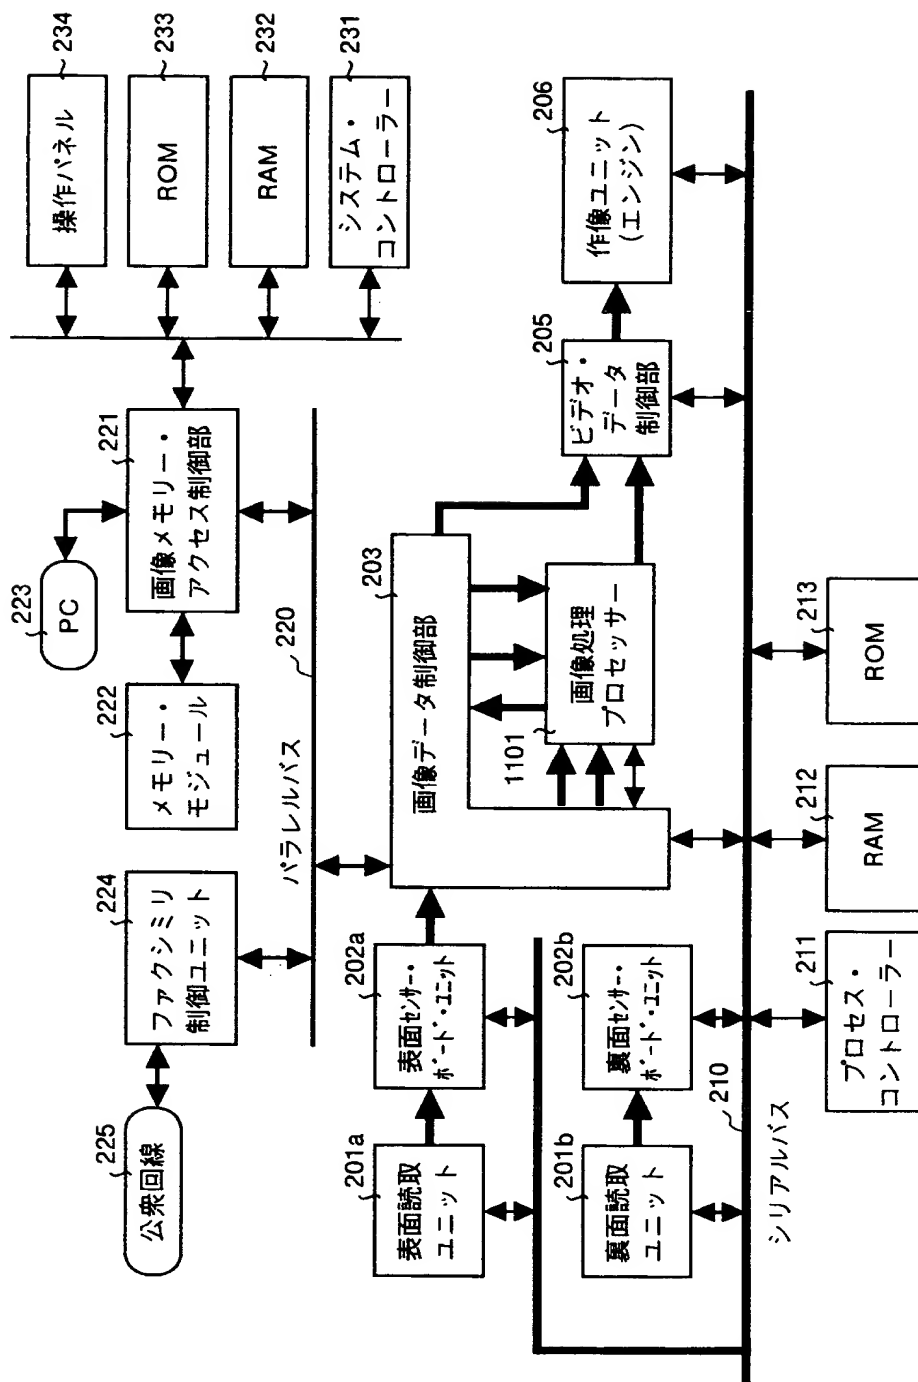 公衆回線
225
ファクシミリ
制御ユニット
224
メモリー・
モジュール
222
PC
223
画像メモリー・
アクセス制御部
221
操作パネル
234
ROM
233
RAM
232
システム・
コントローラー
231
パラレルバス
220
表面読取
ユニット
201a
表面センサー・
ボード・ユニット
202a
画像データ制御部
203
画像処理
プロセッサー
1101
ビデオ・
データ
制御部
205
作像ユニット
(エンジン)
206
裏面読取
ユニット
201b
裏面センサー・
ボード・ユニット
202b
210
シリアルバス
プロセス・
コントローラー
211
RAM
212
ROM
213